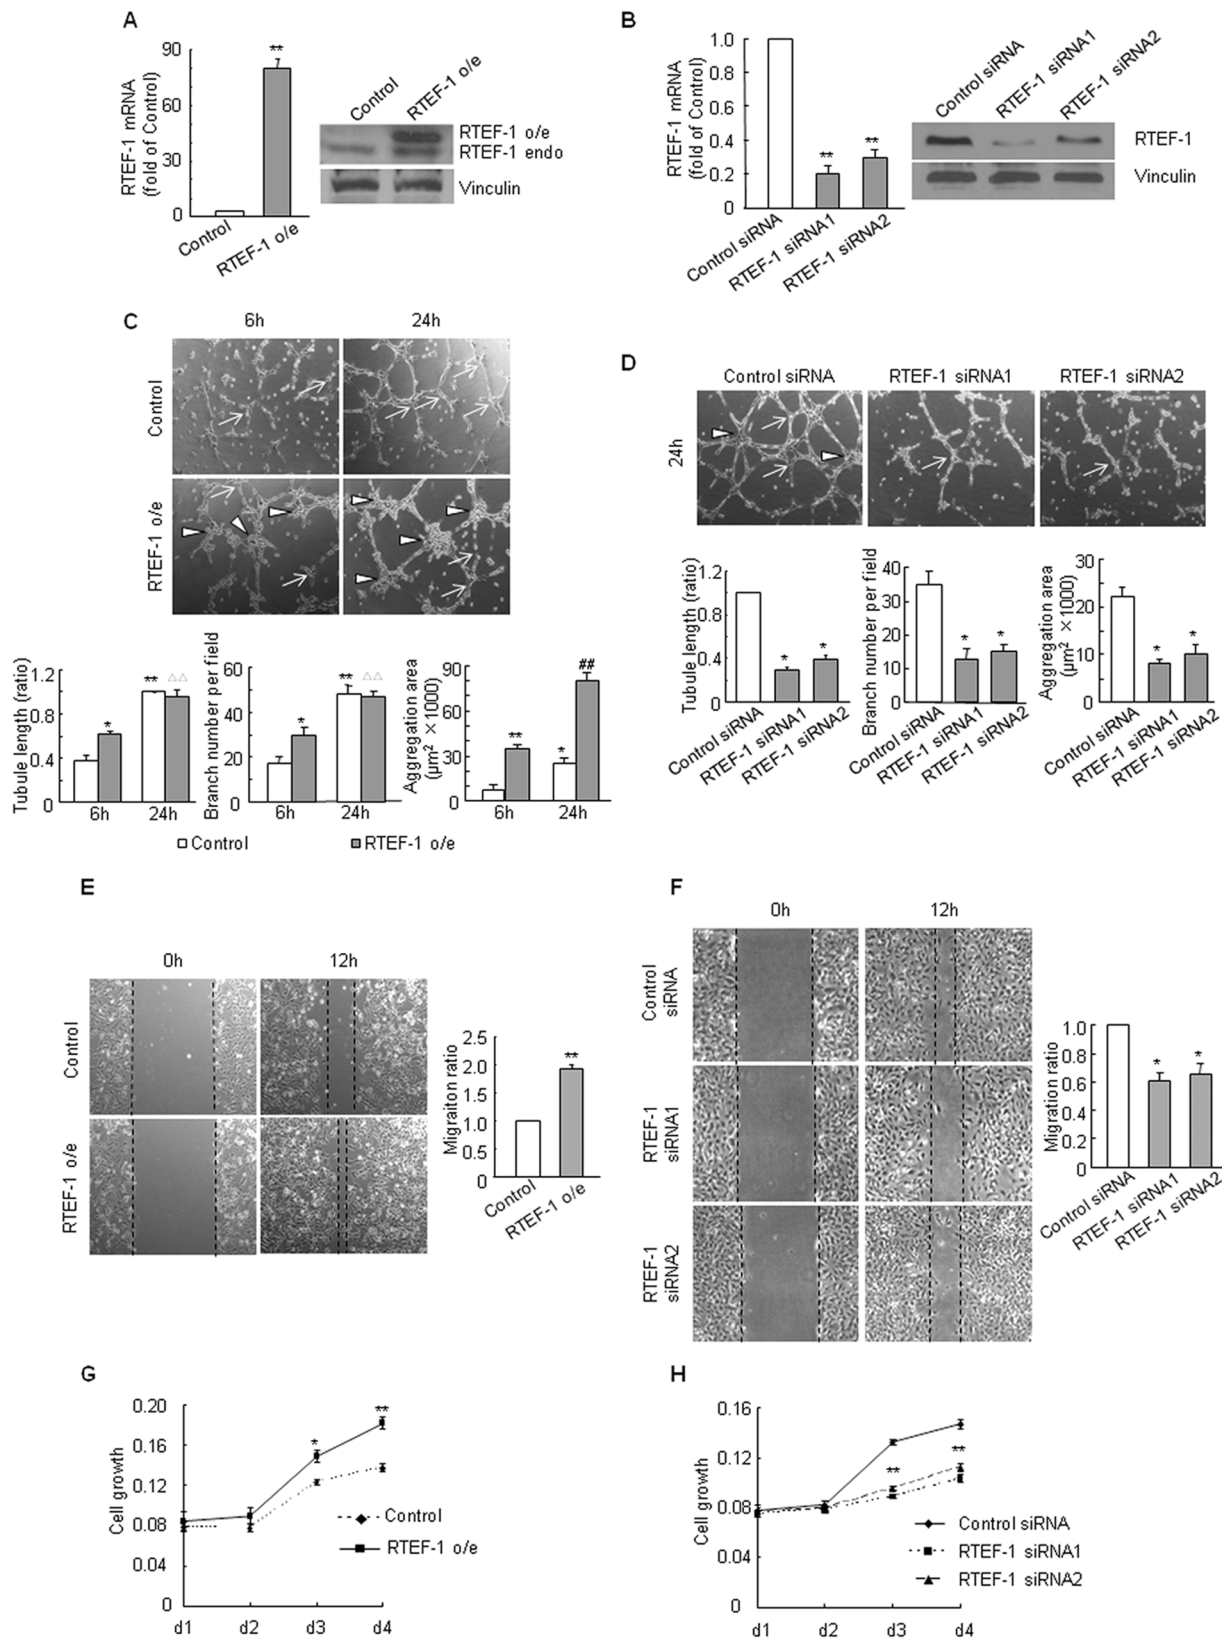 A
RTEF-1 mRNA
(fold of Control)
90
60
30
0
**
Control
RTEF-1 o/e
Control
RTEF-1 o/e
RTEF-1 o/e
RTEF-1 endo
Vinculin
B
RTEF-1 mRNA
(fold of Control)
1.0
0.8
0.6
0.4
0.2
0
**
**
Control siRNA
RTEF-1 siRNA1
RTEF-1 siRNA2
Control siRNA
RTEF-1 siRNA1
RTEF-1 siRNA2
RTEF-1
Vinculin
C
6h
24h
Control
RTEF-1 o/e
Tubule length (ratio)
1.2
0.8
0.4
0
*
**
△△
6h
24h
Branch number per field
60
40
20
0
*
**
△△
6h
24h
Aggregation area
(µm² ×1000)
90
60
30
0
**
*
##
6h
24h
Control
RTEF-1 o/e
D
Control siRNA
RTEF-1 siRNA1
RTEF-1 siRNA2
24h
Tubule length (ratio)
1.2
0.8
0.4
0
*
*
Control siRNA
RTEF-1 siRNA1
RTEF-1 siRNA2
Branch number per field
40
30
20
10
0
*
*
Control siRNA
RTEF-1 siRNA1
RTEF-1 siRNA2
Aggregation area
(µm² ×1000)
30
20
10
0
*
*
Control siRNA
RTEF-1 siRNA1
RTEF-1 siRNA2
E
0h
12h
Control
RTEF-1 o/e
Migraiton ratio
2.5
2.0
1.5
1.0
0.5
0
**
Control
RTEF-1 o/e
F
0h
12h
Control
siRNA
RTEF-1
siRNA1
RTEF-1
siRNA2
Migration ratio
1.0
0.8
0.6
0.4
0.2
0
*
*
Control siRNA
RTEF-1 siRNA1
RTEF-1 siRNA2
G
Cell growth
0.20
0.16
0.12
0.08
0.04
0
*
**
d1
d2
d3
d4
Control
RTEF-1 o/e
H
Cell growth
0.16
0.12
0.08
0.04
0
**
**
d1
d2
d3
d4
Control siRNA
RTEF-1 siRNA1
RTEF-1 siRNA2